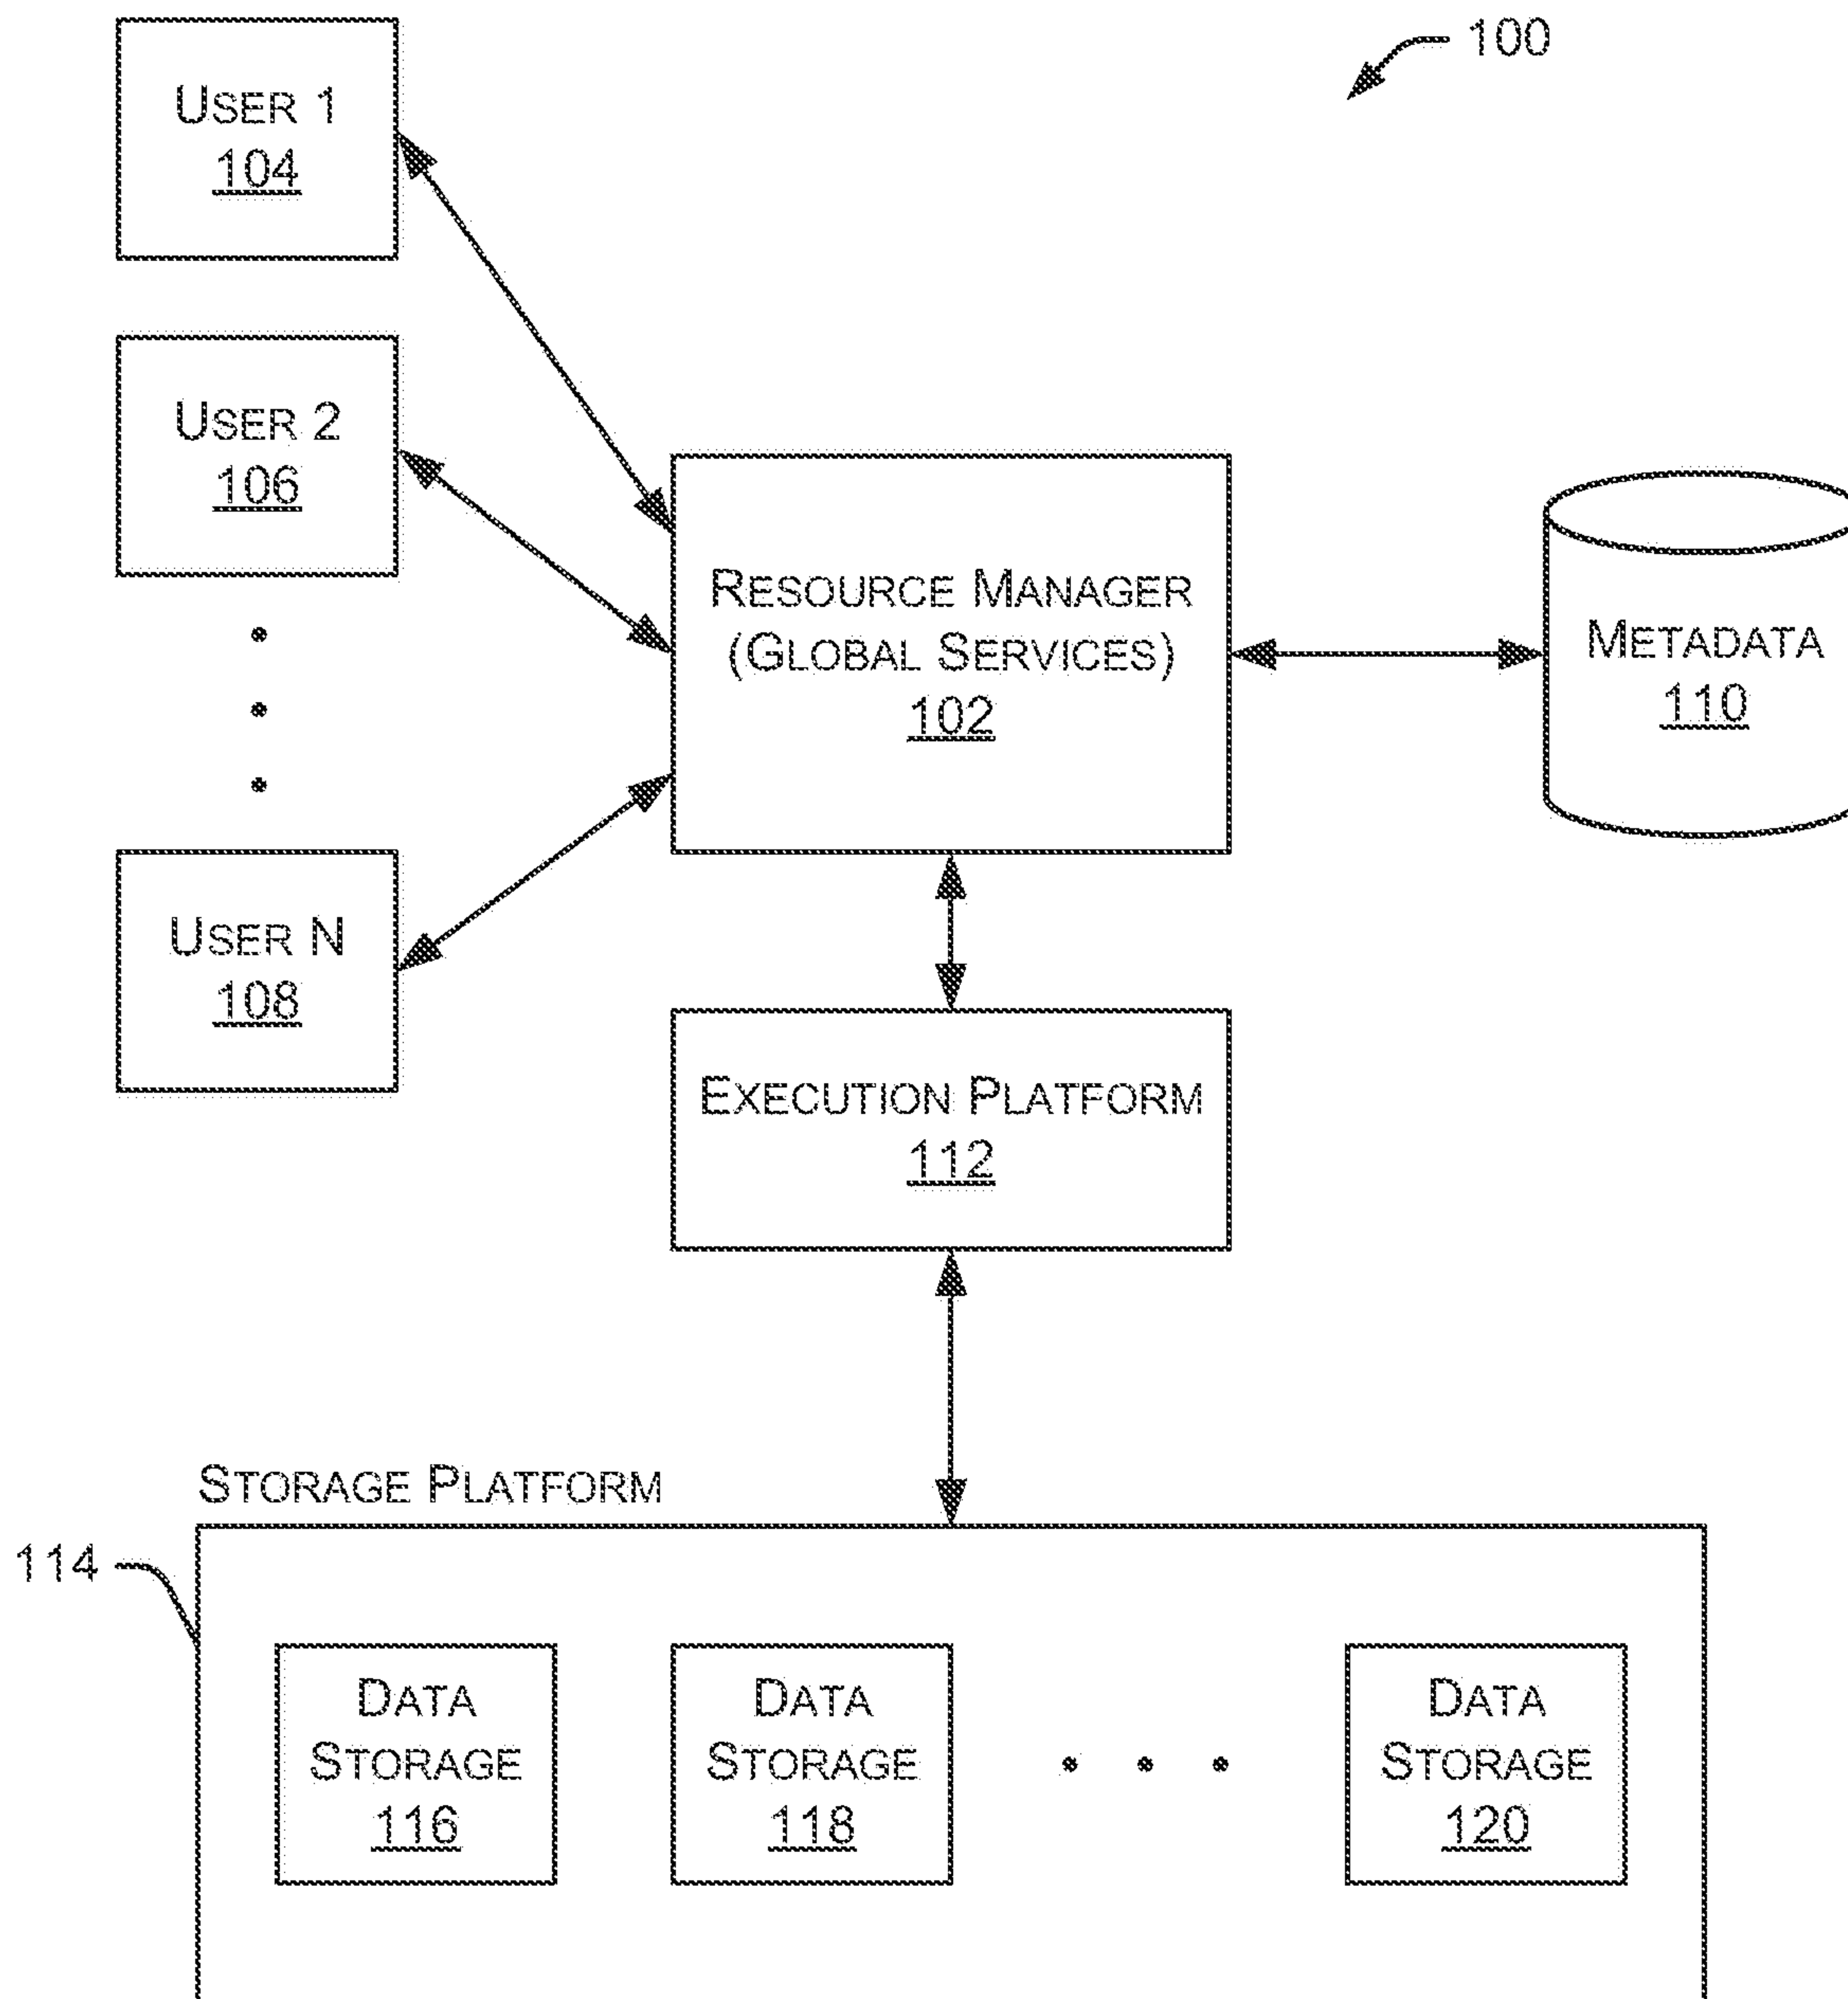 100
USER 1
104
USER 2
106
RESOURCE MANAGER
(GLOBAL SERVICES)
102
METADATA
110
USER N
108
EXECUTION PLATFORM
112
STORAGE PLATFORM
114
DATA
STORAGE
116
DATA
STORAGE
118
DATA
STORAGE
120